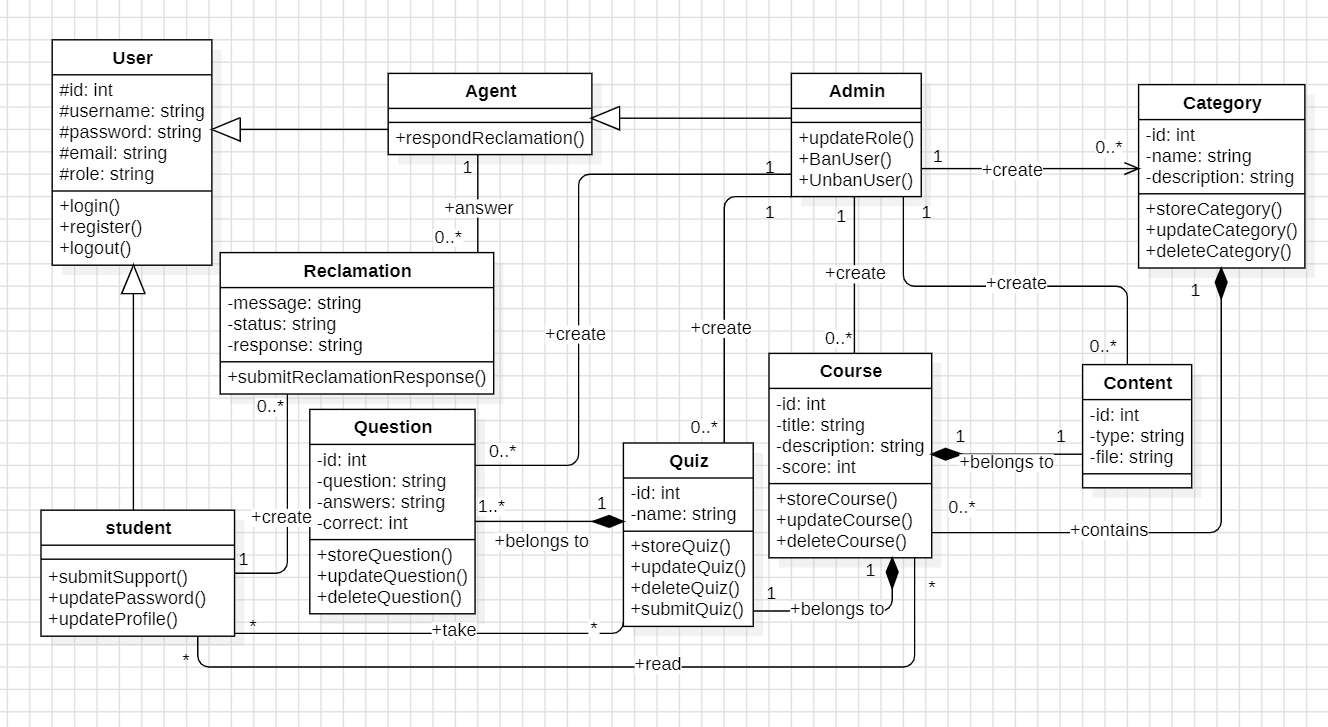 User
#id: int
#username: string
#password: string
#email: string
#role: string
+login()
+register()
+logout()
Agent
+respondReclamation()
Admin
+updateRole()
+BanUser()
+UnbanUser()
Category
-id: int
-name: string
-description: string
+storeCategory()
+updateCategory()
+deleteCategory()
1
+answer
0..*
1
+create
0..*
1
+create
0..*
1
+create
0..*
1
+create
0..*
1
+create
0..*
Reclamation
-message: string
-status: string
-response: string
+submitReclamationResponse()
0..*
+create
1
Question
-id: int
-question: string
-answers: string
-correct: int
+storeQuestion()
+updateQuestion()
+deleteQuestion()
1..*
1
+belongs to
Quiz
-id: int
-name: string
+storeQuiz()
+updateQuiz()
+deleteQuiz()
+submitQuiz()
Course
-id: int
-title: string
-description: string
-score: int
+storeCourse()
+updateCourse()
+deleteCourse()
1
1
+belongs to
Content
-id: int
-type: string
-file: string
1
0..*
+contains
1
1
+belongs to
student
+submitSupport()
+updatePassword()
+updateProfile()
*
+take
*
*
+read
*